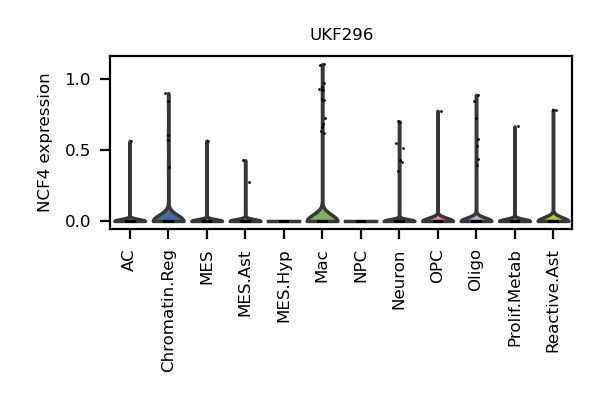 UKF296
NCF4 expression
1.0
0.5
0.0
AC
Chromatin.Reg
MES
MES.Ast
MES.Hyp
Mac
NPC
Neuron
OPC
Oligo
Prolif.Metab
Reactive.Ast